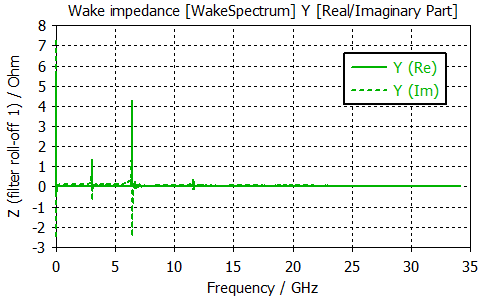 Wake impedance [WakeSpectrum] Y [Real/Imaginary Part]
8
7
6
5
4
3
2
1
0
-1
-2
-3
Z (filter roll-off 1) / Ohm
Y (Re)
Y (Im)
0 5 10 15 20 25 30 35
Frequency / GHz